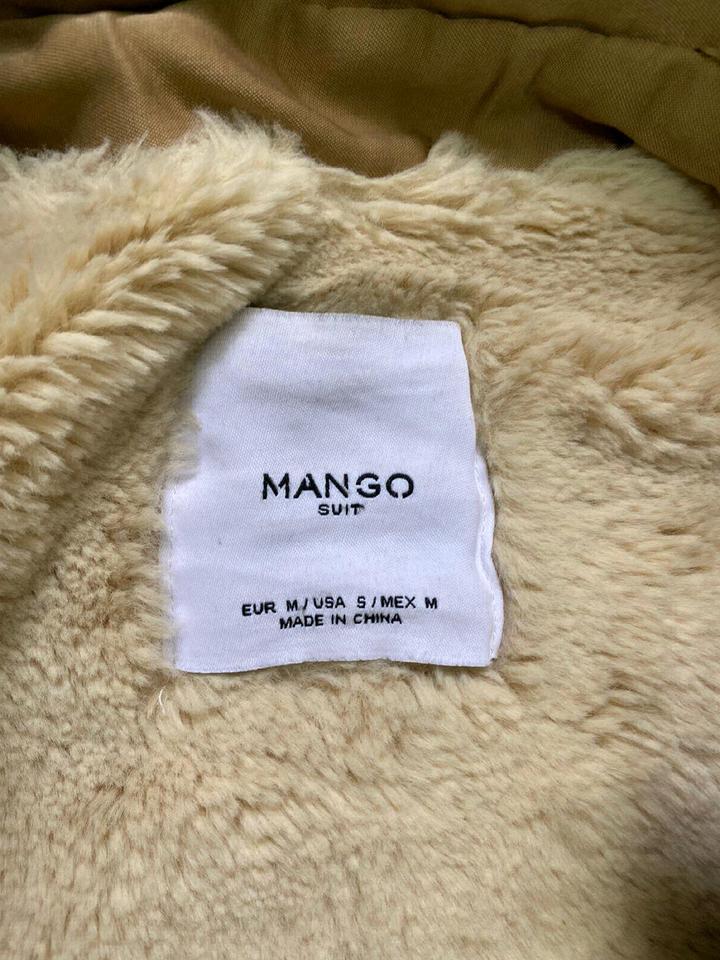 MANGO
SUIT
EUR M / USA S / MEX M
MADE IN CHINA